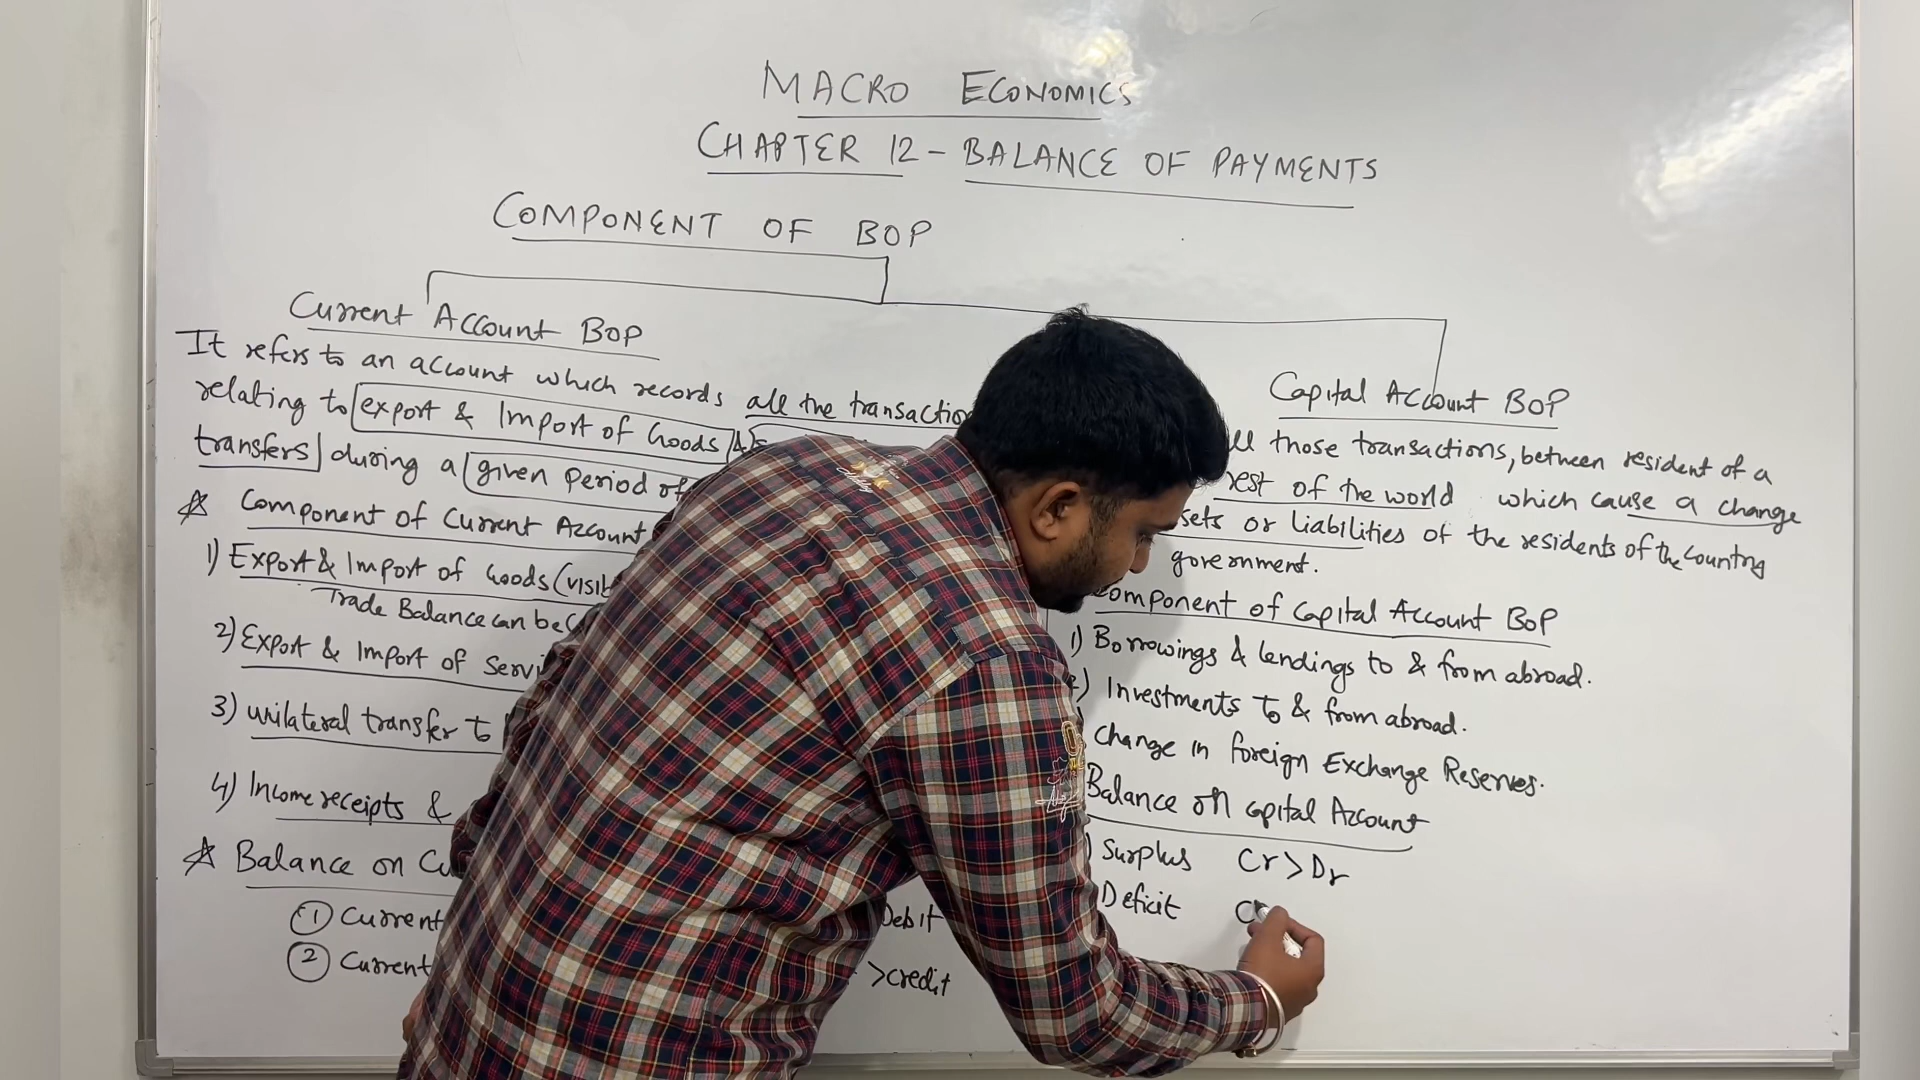 MACRO ECONOMICS
CHAPTER 12 - BALANCE OF PAYMENTS
COMPONENT OF BOP
Current Account BOP
It refers to an account which records all the transactio
relating to export & Import of Goods &
transfers during a given period of
☆ Component of Current Account
1) Export & Import of Goods (visib
Trade Balance can be
2) Export & Import of Servi
3) unilateral transfer to
4) Income receipts &
☆ Balance on Cu
① Current Debit
② Current > credit
Capital Account BOP
ll those transactions, between resident of a
rest of the world which cause a change
sets or liabilities of the residents of the country
government.
omponent of Capital Account BOP
1) Borrowings & lendings to & from abroad.
2) Investments to & from abroad.
Change in foreign Exchange Reserves.
Balance on Capital Account
) Surplus Cr > Dr
Deficit C